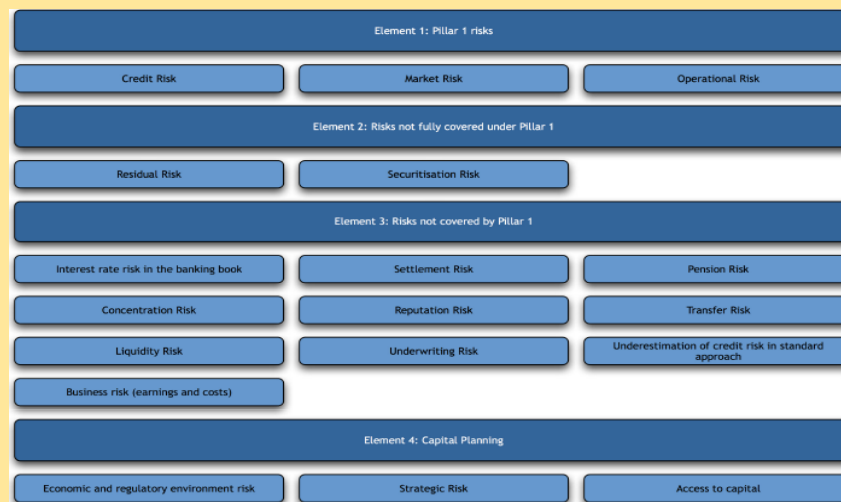 Element 1: Pillar 1 risks
Credit Risk
Market Risk
Operational Risk
Element 2: Risks not fully covered under Pillar 1
Residual Risk
Securitisation Risk
Element 3: Risks not covered by Pillar 1
Interest rate risk in the banking book
Settlement Risk
Pension Risk
Concentration Risk
Reputation Risk
Transfer Risk
Liquidity Risk
Underwriting Risk
Underestimation of credit risk in standard
approach
Business risk (earnings and costs)
Element 4: Capital Planning
Economic and regulatory environment risk
Strategic Risk
Access to capital